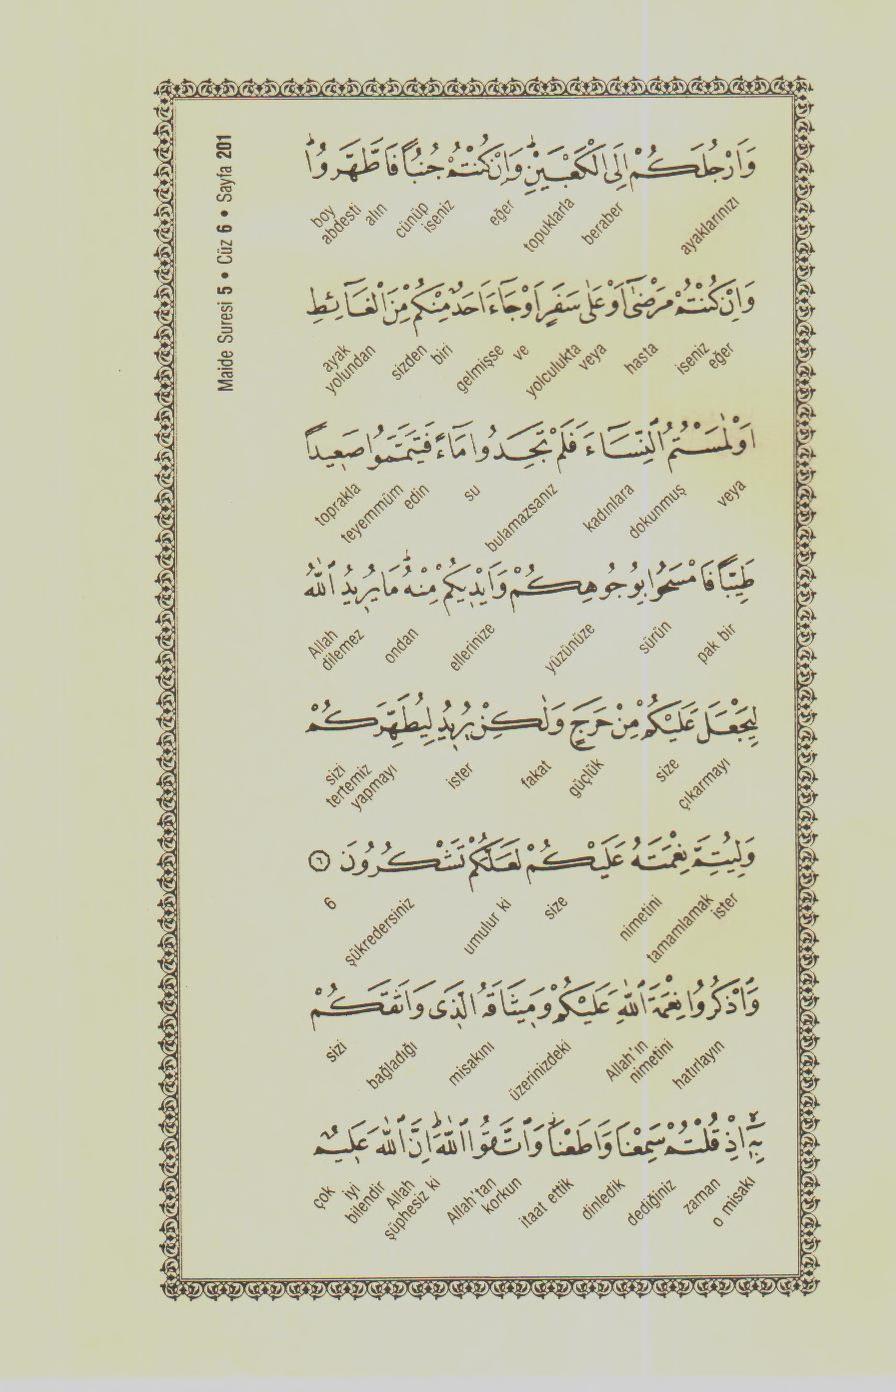 Maide Suresi 5 • Cüz 6 • Sayfa 201
وَاَرْجُلَكُمْ اِلَى الْكَعْبَيْنِۜ وَاِنْ كُنْتُمْ جُنُباً فَاطَّهَّرُواۜ
ayaklarınızı beraber topuklarla eğer cünüp iseniz alın boy abdesti
وَاِنْ كُنْتُمْ مَرْضٰٓى اَوْ عَلٰى سَفَرٍ اَوْ جَٓاءَ اَحَدٌ مِنْكُمْ مِنَ الْغَٓائِطِ
eğer iseniz hasta veya yolculukta ve gelmişse biri sizden ayak yolundan
اَوْ لٰمَسْتُمُ النِّسَٓاءَ فَلَمْ تَجِدُوا مَٓاءً فَتَيَمَّمُوا صَعٖيداً
veya dokunmuş kadınlara bulamazsanız su edin teyemmüm toprakla
طَيِّباً فَامْسَحُوا بِوُجُوهِكُمْ وَاَيْدٖيكُمْ مِنْهُۜ مَا يُرٖيدُ اللّٰهُ
pak bir sürün yüzünüze ellerinize ondan dilemez Allah
لِيَجْعَلَ عَلَيْكُمْ مِنْ حَرَجٍ وَلٰكِنْ يُرٖيدُ لِيُطَهِّرَكُمْ
çıkarmayı size güçlük fakat ister yapmayı tertemiz sizi
وَلِيُتِمَّ نِعْمَتَهُ عَلَيْكُمْ لَعَلَّكُمْ تَشْكُرُونَ ﴿٦﴾
ister tamamlamak nimetini size umulur ki şükredersiniz 6
وَاذْكُرُوا نِعْمَةَ اللّٰهِ عَلَيْكُمْ وَمٖيثَاقَهُ الَّذٖى وَاثَقَكُمْ
hatırlayın nimetini Allah'ın üzerinizdeki misakını bağladığı sizi
بِهٖٓ اِذْ قُلْتُمْ سَمِعْنَا وَاَطَعْنَاۘ وَاتَّقُوا اللّٰهَۜ اِنَّ اللّٰهَ عَلٖيمٌ
o misakı zaman dediğiniz dinledik itaat ettik korkun Allah'tan şüphesiz ki Allah bilendir iyi çok